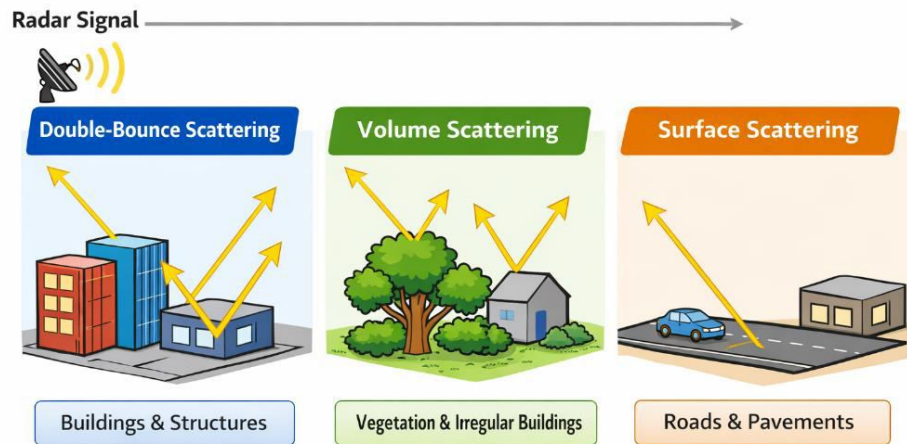 Radar Signal
Double-Bounce Scattering
Volume Scattering
Surface Scattering
Buildings & Structures
Vegetation & Irregular Buildings
Roads & Pavements